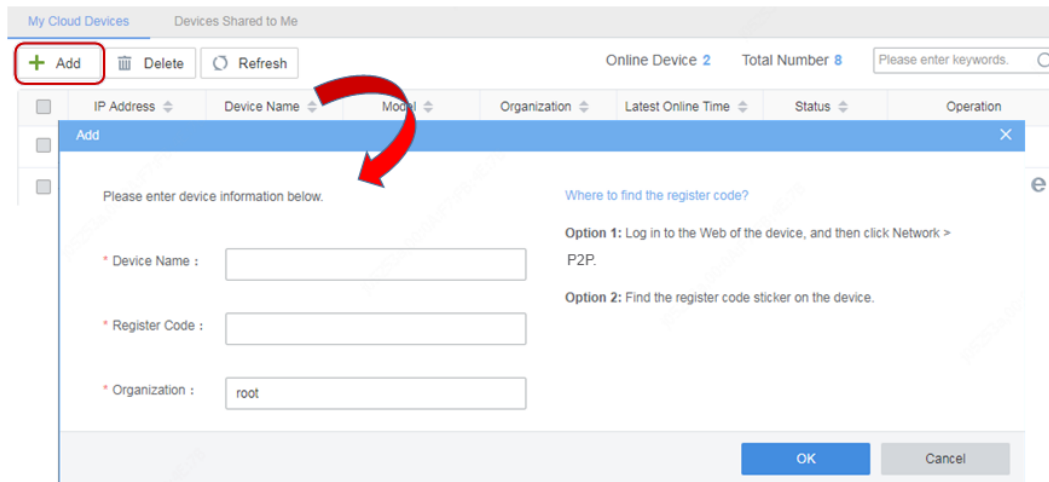 My Cloud Devices Devices Shared to Me
Add Delete Refresh Online Device 2 Total Number 8 Please enter keywords.
IP Address Device Name Model Organization Latest Online Time Status Operation
Add
Please enter device information below.
Where to find the register code?
Option 1: Log in to the Web of the device, and then click Network >
P2P.
* Device Name :
Option 2: Find the register code sticker on the device.
* Register Code :
* Organization : root
OK Cancel